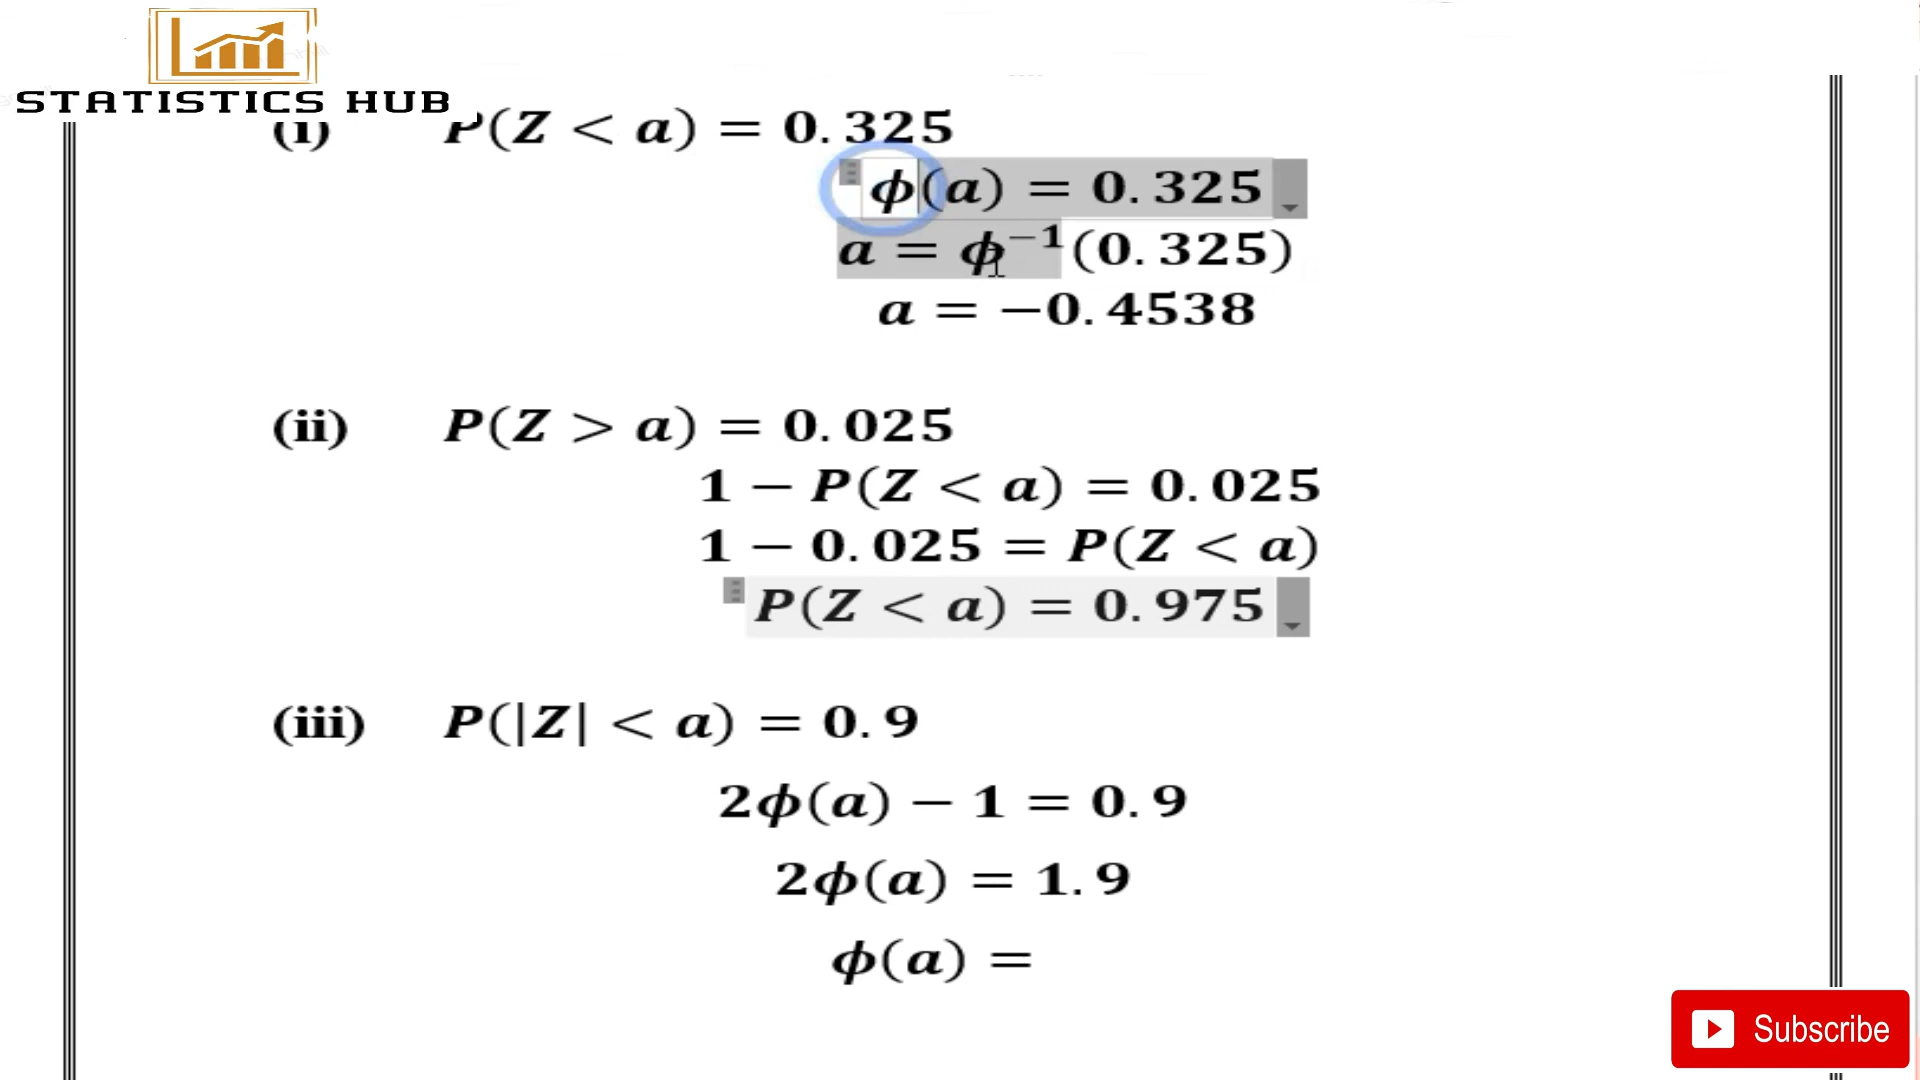 STATISTICS HUB
(i) P(Z < a) = 0.325
ϕ(a) = 0.325
a = ϕ⁻¹(0.325)
a = −0.4538
(ii) P(Z > a) = 0.025
1 − P(Z < a) = 0.025
1 − 0.025 = P(Z < a)
P(Z < a) = 0.975
(iii) P(|Z| < a) = 0.9
2ϕ(a) − 1 = 0.9
2ϕ(a) = 1.9
ϕ(a) =
Subscribe